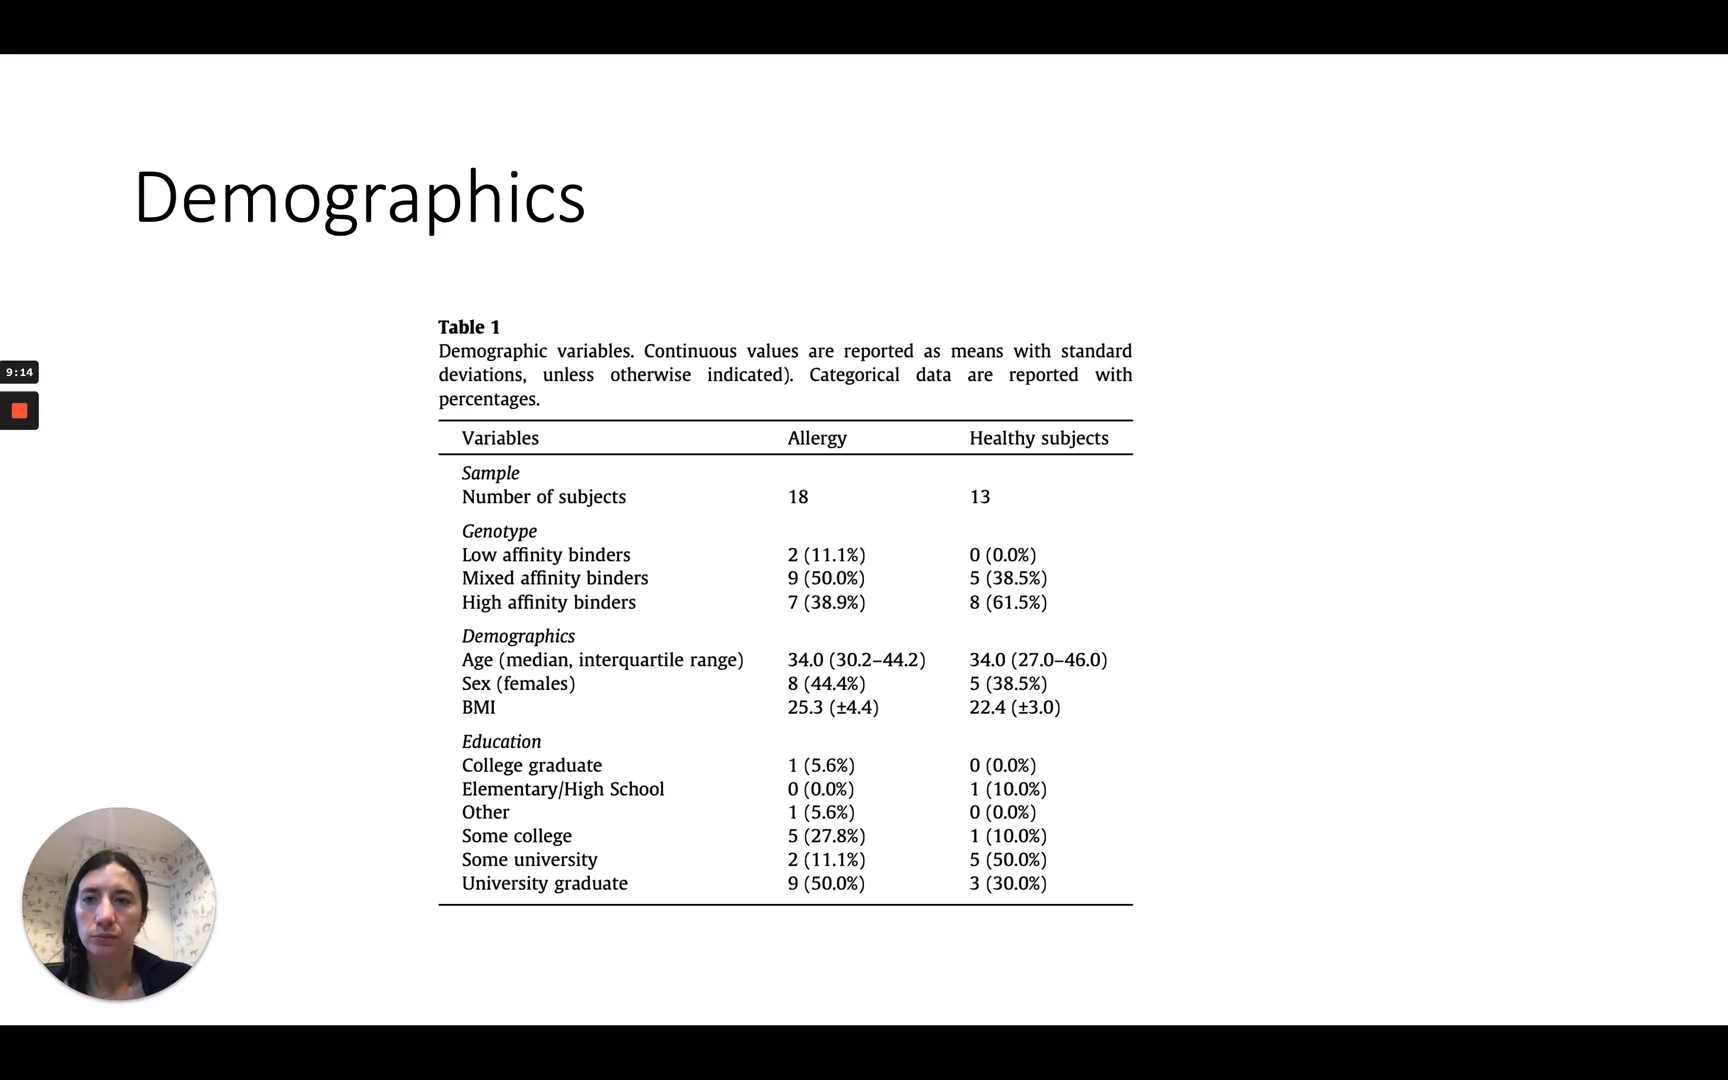 Demographics
Table 1
Demographic variables. Continuous values are reported as means with standard
deviations, unless otherwise indicated). Categorical data are reported with
percentages.
Variables Allergy Healthy subjects
Sample
Number of subjects 18 13
Genotype
Low affinity binders 2 (11.1%) 0 (0.0%)
Mixed affinity binders 9 (50.0%) 5 (38.5%)
High affinity binders 7 (38.9%) 8 (61.5%)
Demographics
Age (median, interquartile range) 34.0 (30.2–44.2) 34.0 (27.0–46.0)
Sex (females) 8 (44.4%) 5 (38.5%)
BMI 25.3 (±4.4) 22.4 (±3.0)
Education
College graduate 1 (5.6%) 0 (0.0%)
Elementary/High School 0 (0.0%) 1 (10.0%)
Other 1 (5.6%) 0 (0.0%)
Some college 5 (27.8%) 1 (10.0%)
Some university 2 (11.1%) 5 (50.0%)
University graduate 9 (50.0%) 3 (30.0%)
9:14